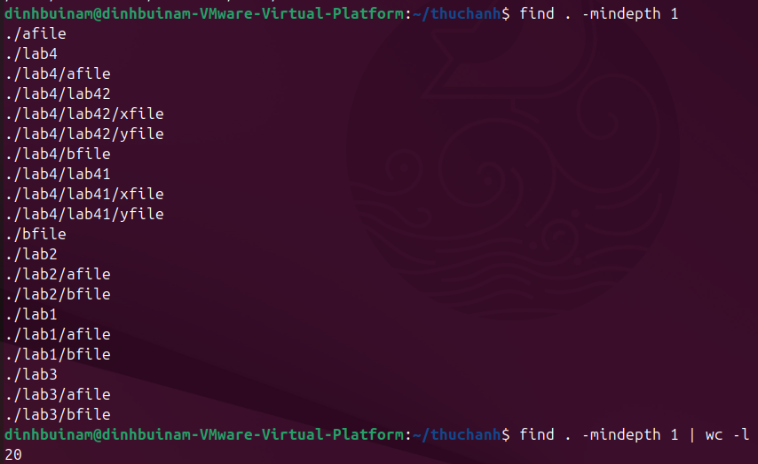 dinhbuinam@dinhbuinam-VMware-Virtual-Platform:~/thuchanh$ find . -mindepth 1
./afile
./lab4
./lab4/afile
./lab4/lab42
./lab4/lab42/xfile
./lab4/lab42/yfile
./lab4/bfile
./lab4/lab41
./lab4/lab41/xfile
./lab4/lab41/yfile
./bfile
./lab2
./lab2/afile
./lab2/bfile
./lab1
./lab1/afile
./lab1/bfile
./lab3
./lab3/afile
./lab3/bfile
dinhbuinam@dinhbuinam-VMware-Virtual-Platform:~/thuchanh$ find . -mindepth 1 | wc -l
20